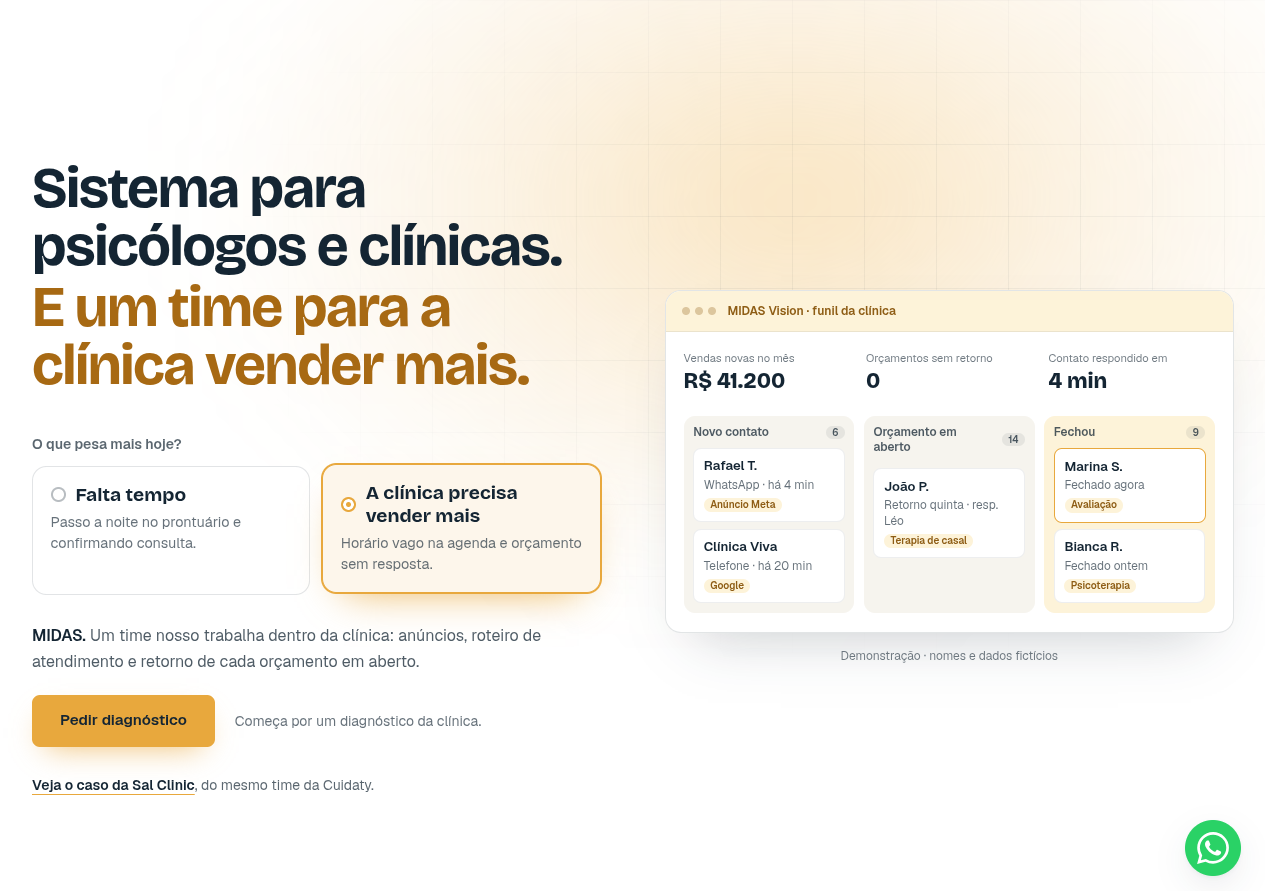 Sistema para
psicólogos e clínicas.
E um time para a
clínica vender mais.
O que pesa mais hoje?
Falta tempo
Passo a noite no prontuário e
confirmando consulta.
A clínica precisa
vender mais
Horário vago na agenda e orçamento
sem resposta.
MIDAS. Um time nosso trabalha dentro da clínica: anúncios, roteiro de
atendimento e retorno de cada orçamento em aberto.
Pedir diagnóstico
Começa por um diagnóstico da clínica.
Veja o caso da Sal Clinic, do mesmo time da Cuidaty.
MIDAS Vision · funil da clínica
Vendas novas no mês
R$ 41.200
Orçamentos sem retorno
0
Contato respondido em
4 min
Novo contato
6
Rafael T.
WhatsApp · há 4 min
Anúncio Meta
Clínica Viva
Telefone · há 20 min
Google
Orçamento em
aberto
14
João P.
Retorno quinta · resp.
Léo
Terapia de casal
Fechou
9
Marina S.
Fechado agora
Avaliação
Bianca R.
Fechado ontem
Psicoterapia
Demonstração · nomes e dados fictícios